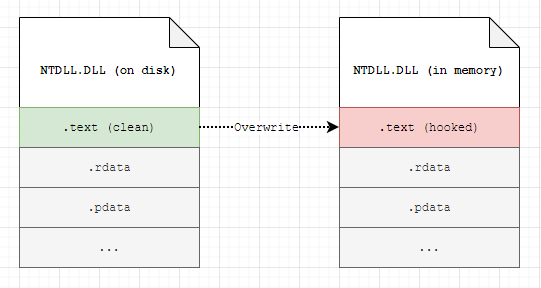 NTDLL.DLL (on disk)
NTDLL.DLL (in memory)
.text (clean)
Overwrite
.text (hooked)
.rdata
.rdata
.pdata
.pdata
...
...